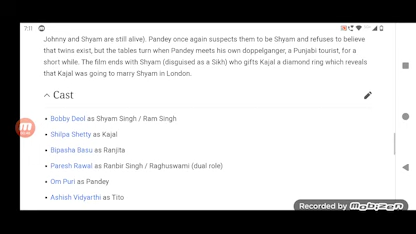 7:11
Johnny and Shyam are still alive). Pandey once again suspects them to be Shyam and refuses to believe
that twins exist, but the tables turn when Pandey meets his own doppelganger, a Punjabi tourist, for a
short while. The film ends with Shyam (disguised as a Sikh) who gifts Kajal a diamond ring which reveals
that Kajal was going to marry Shyam in London.
Cast
• Bobby Deol as Shyam Singh / Ram Singh
• Shilpa Shetty as Kajal
• Bipasha Basu as Ranjita
• Paresh Rawal as Ranbir Singh / Raghuswami (dual role)
• Om Puri as Pandey
• Ashish Vidyarthi as Tito
Recorded by Mobizen